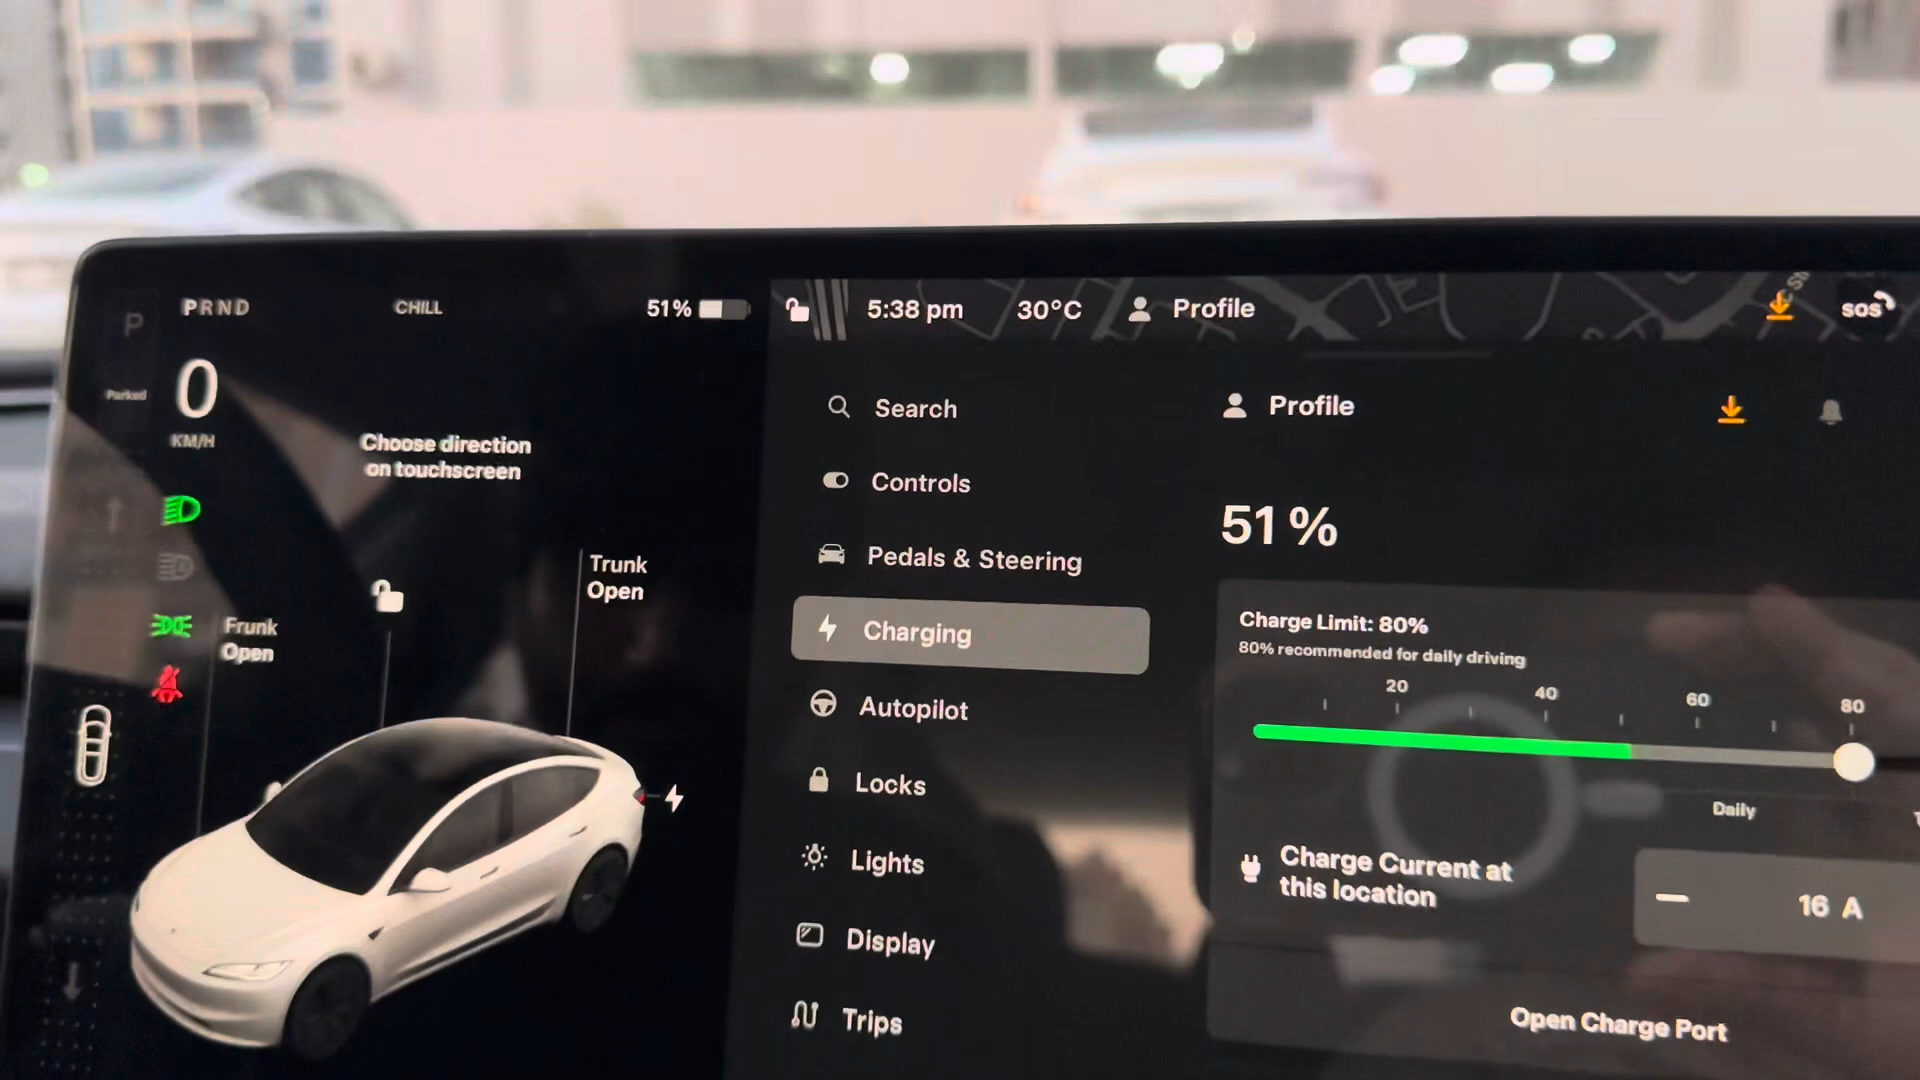 P
Parked
PRND
CHILL
51%
0
KM/H
Choose direction
on touchscreen
Trunk
Open
Frunk
Open
5:38 pm
30°C
Profile
SOS
Search
Controls
Pedals & Steering
Charging
Autopilot
Locks
Lights
Display
Trips
Profile
51 %
Charge Limit: 80%
80% recommended for daily driving
20
40
60
80
Daily
Charge Current at
this location
16 A
Open Charge Port